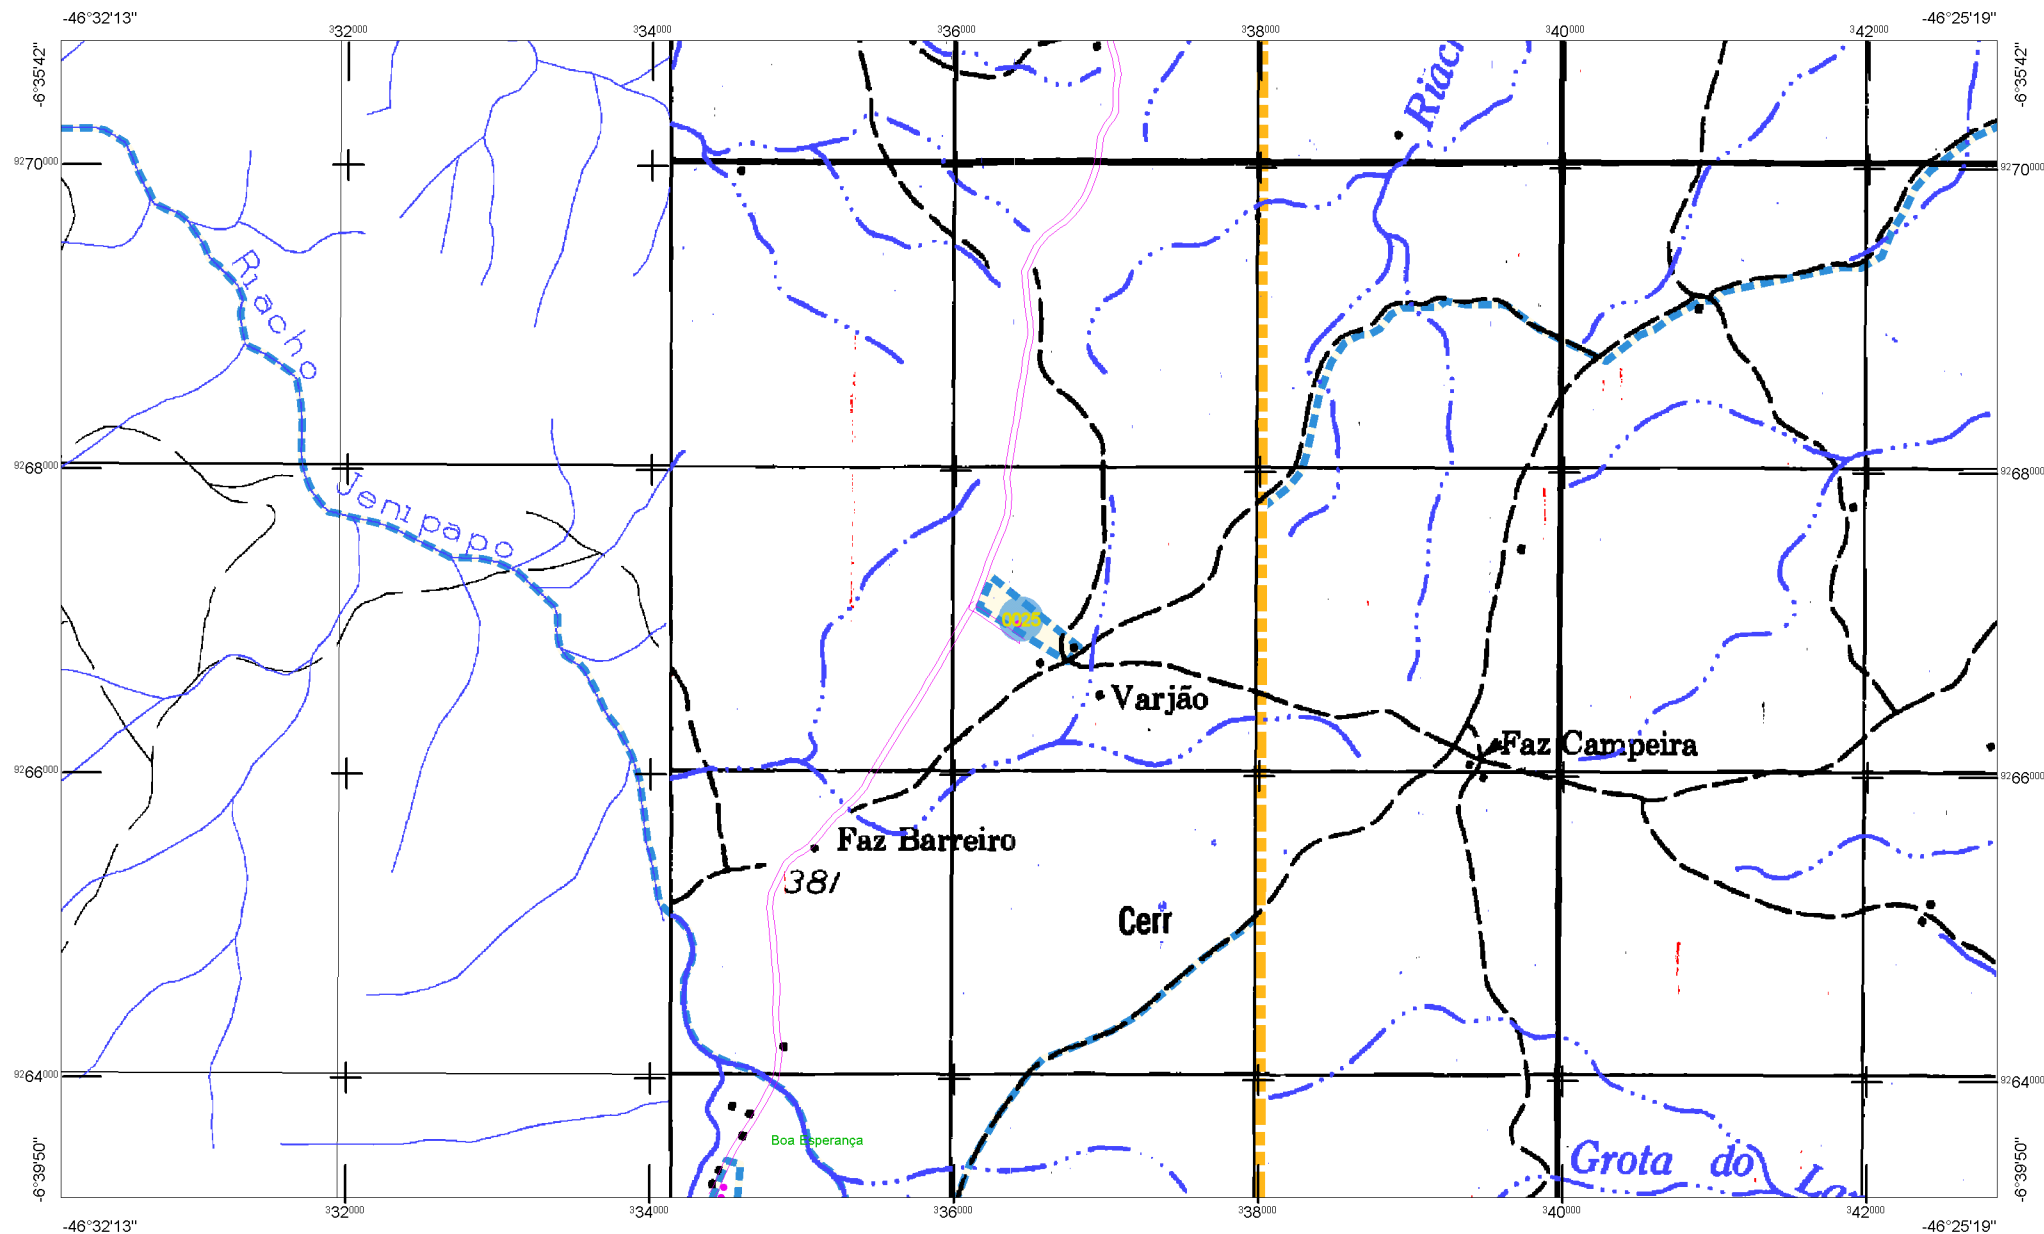 -46°32'13" -46°25'19"
332000 334000 336000 338000 340000 342000
-6°35'42" -6°35'42"
Riach
9270000 9270000
Riacho
9268000 9268000
Jenipapo
0025
Varjão
Faz Campeira
9266000 9266000
Faz Barreiro
381
Cerr
9264000 9264000
Boa Esperança
Grota do Lo
-6°39'50" -6°39'50"
332000 334000 336000 338000 340000 342000
-46°32'13" -46°25'19"